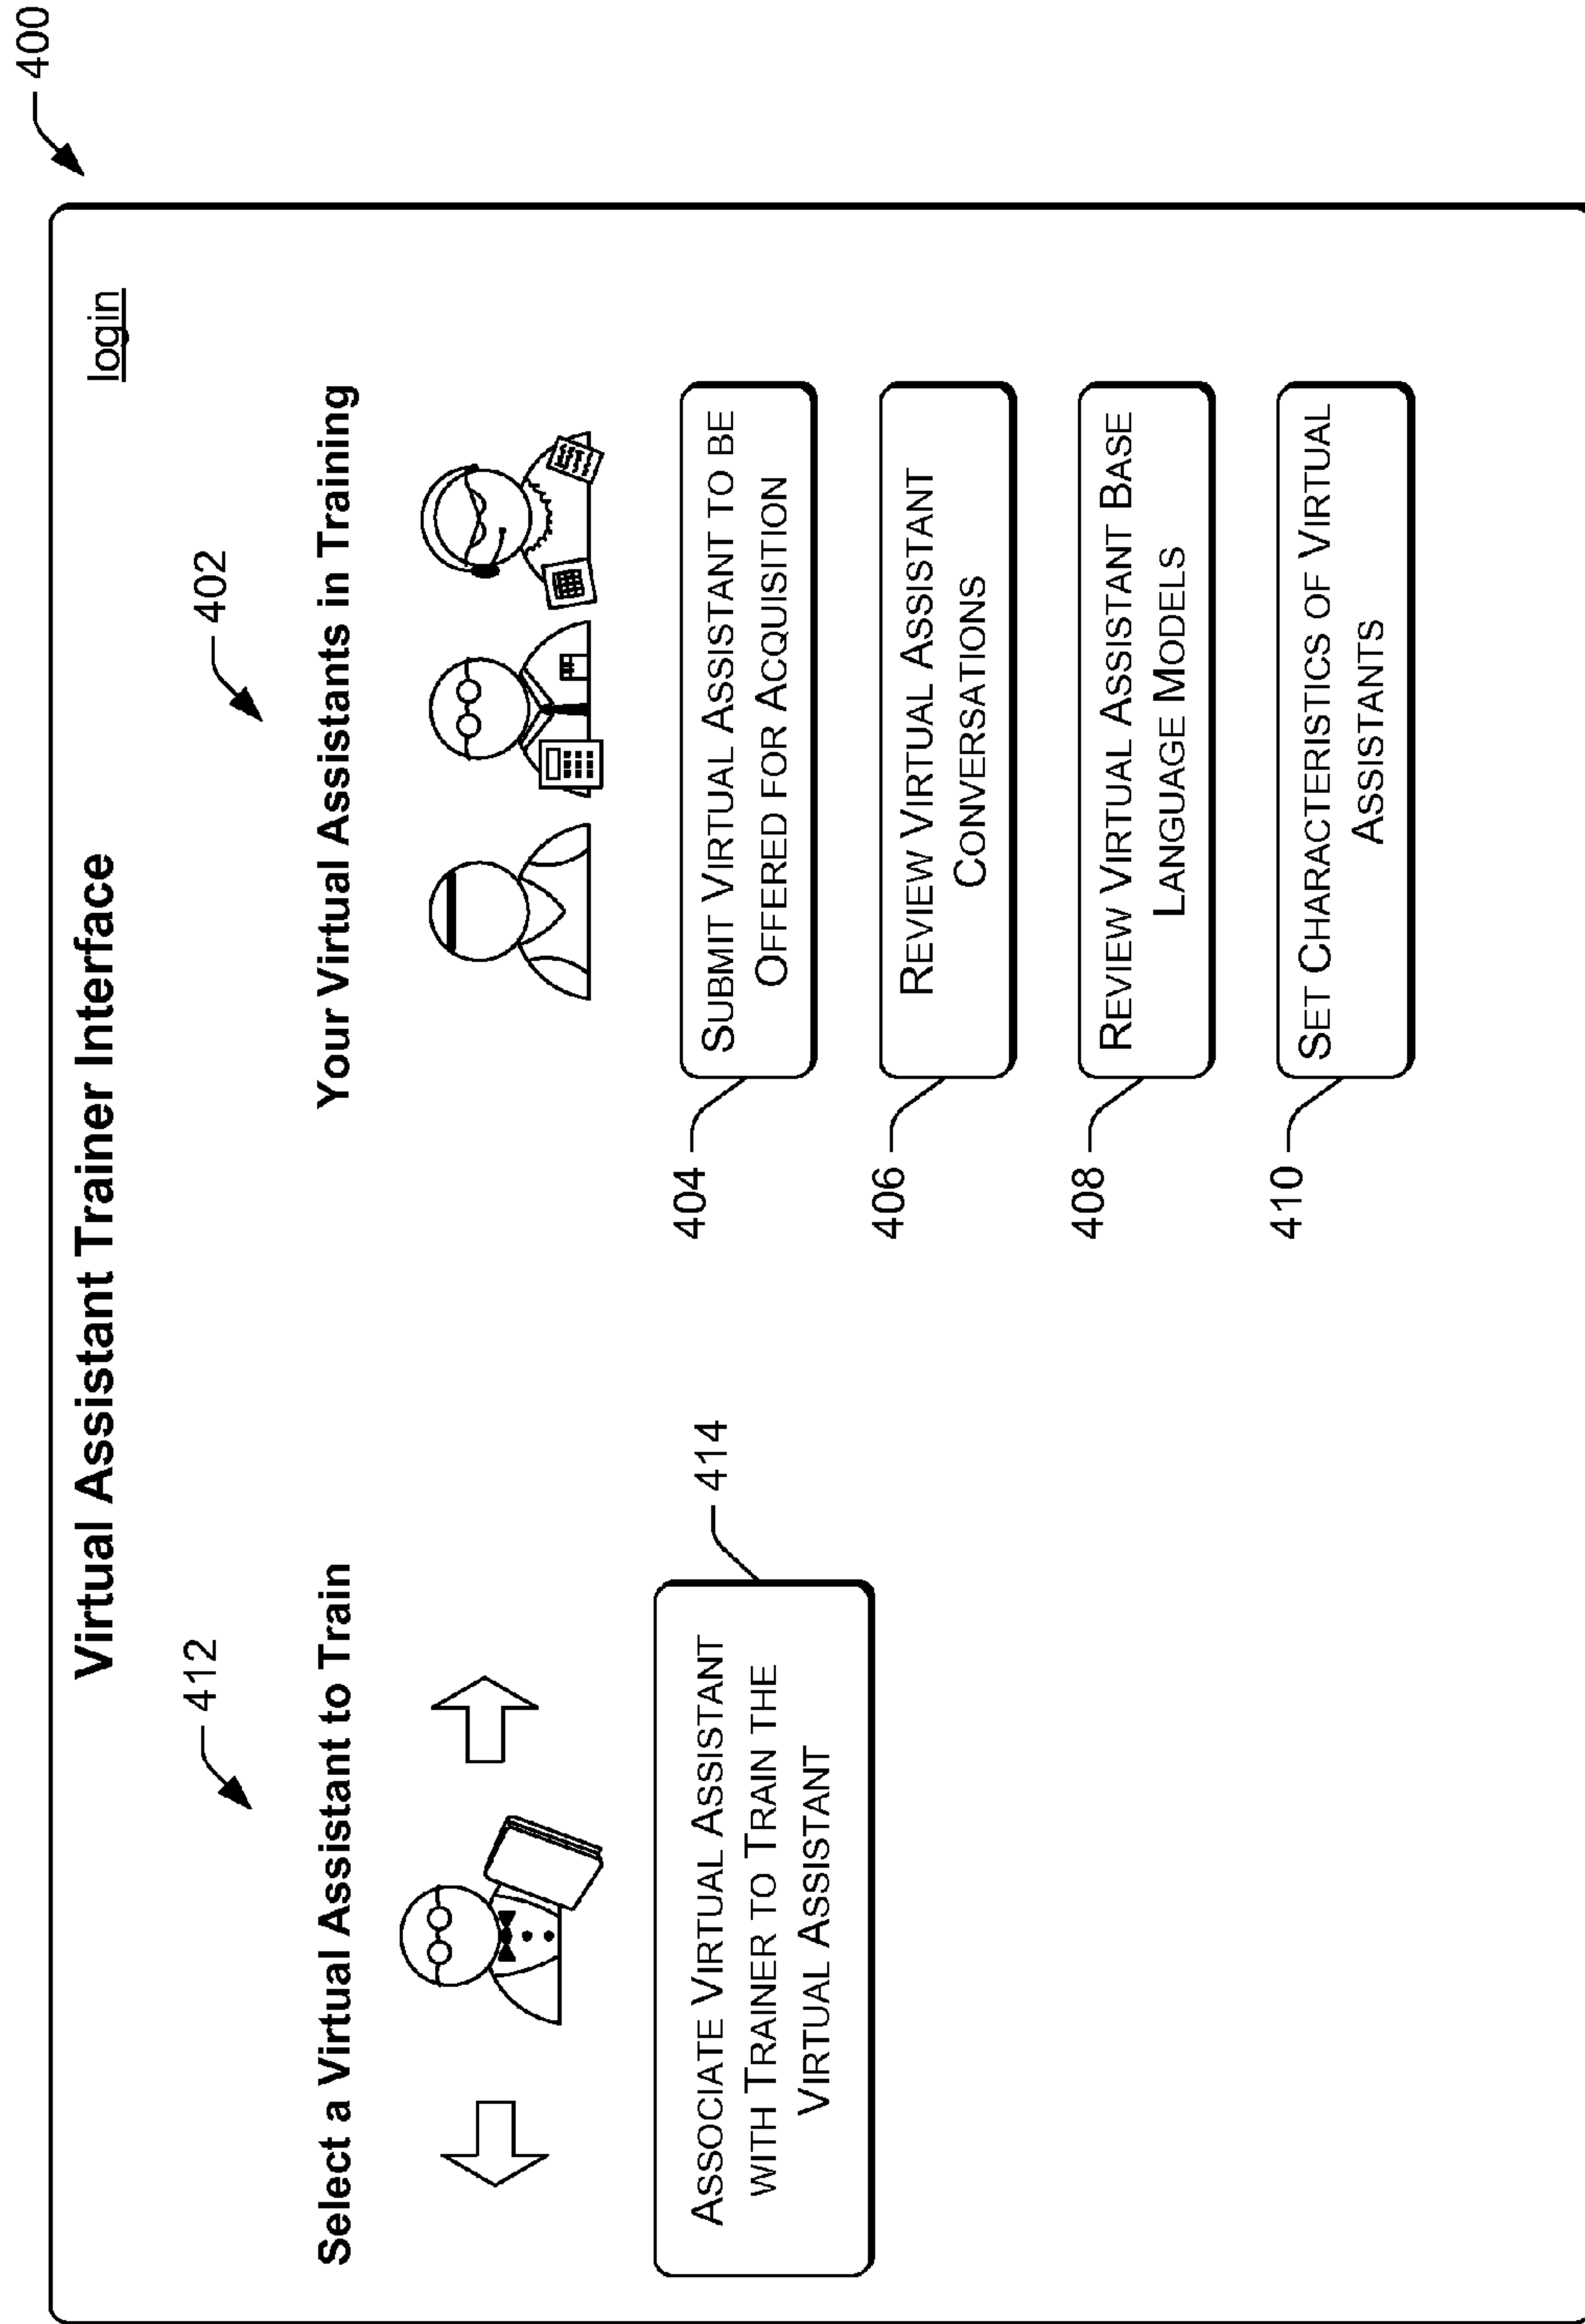 400
Virtual Assistant Trainer Interface
login
412
402
Select a Virtual Assistant to Train
Your Virtual Assistants in Training
414
ASSOCIATE VIRTUAL ASSISTANT
WITH TRAINER TO TRAIN THE
VIRTUAL ASSISTANT
404
SUBMIT VIRTUAL ASSISTANT TO BE
OFFERED FOR ACQUISITION
406
REVIEW VIRTUAL ASSISTANT
CONVERSATIONS
408
REVIEW VIRTUAL ASSISTANT BASE
LANGUAGE MODELS
410
SET CHARACTERISTICS OF VIRTUAL
ASSISTANTS